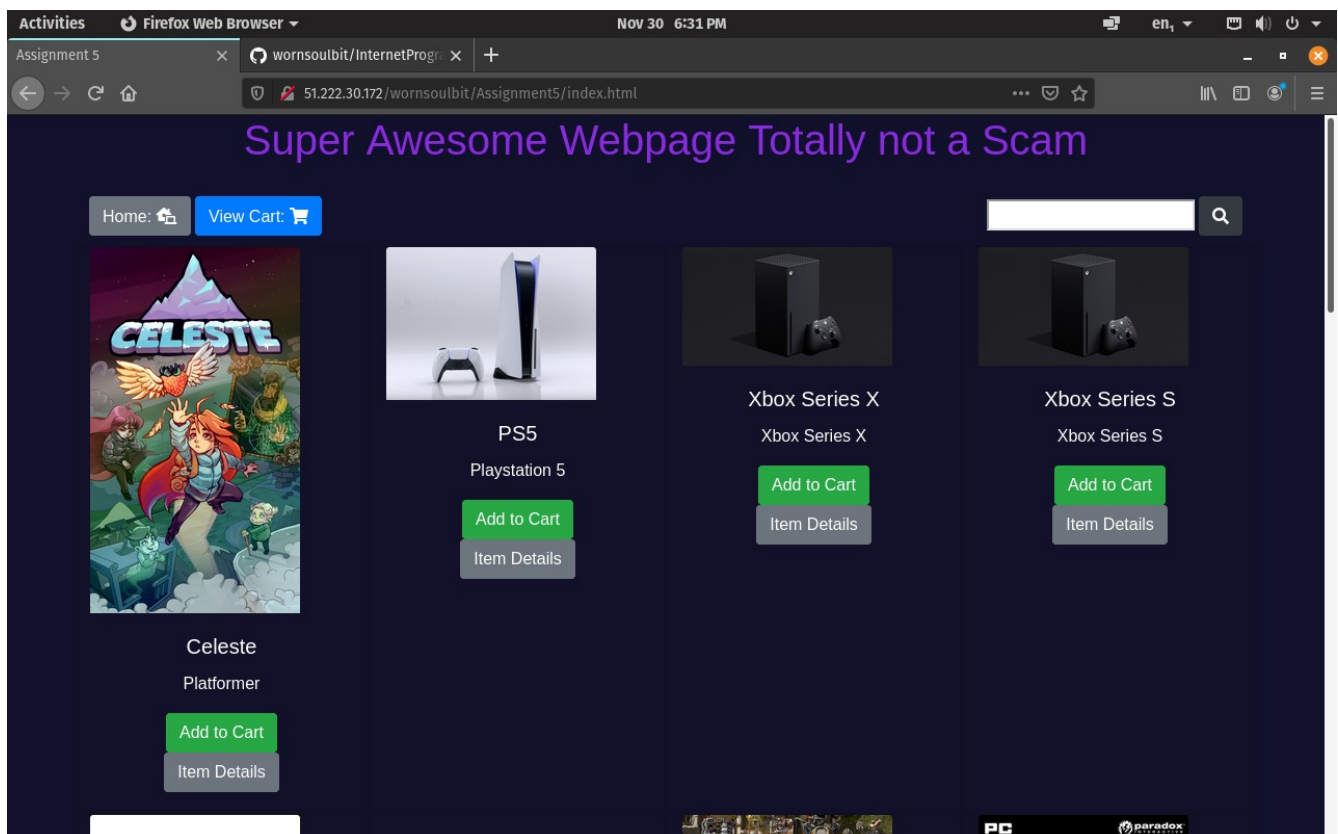 Activities Firefox Web Browser Nov 30 6:31 PM en₁
Assignment 5 wornsoulbit/InternetProgra
51.222.30.172/wornsoulbit/Assignment5/index.html
Super Awesome Webpage Totally not a Scam
Home: View Cart:
CELESTE
Celeste
Platformer
Add to Cart
Item Details
PS5
Playstation 5
Add to Cart
Item Details
Xbox Series X
Xbox Series X
Add to Cart
Item Details
Xbox Series S
Xbox Series S
Add to Cart
Item Details
PC paradox